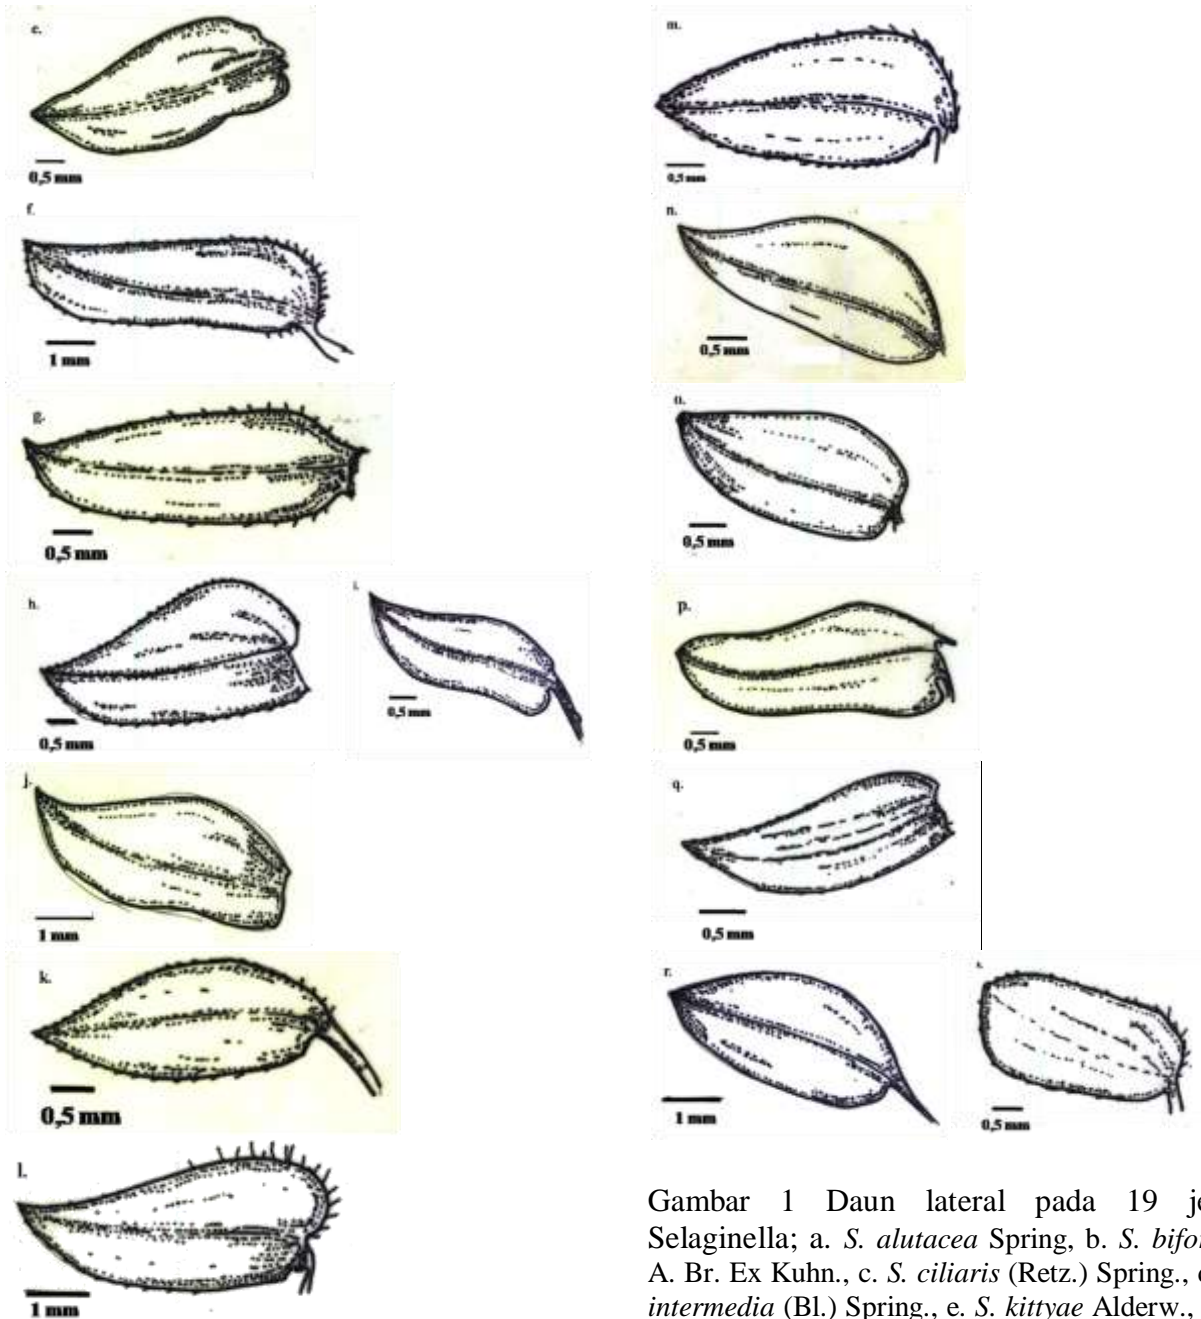 e.
0,5 mm
f.
1 mm
g.
0,5 mm
h.
0,5 mm
i.
0,5 mm
j.
1 mm
k.
0,5 mm
l.
1 mm
m.
0,5 mm
n.
0,5 mm
o.
0,5 mm
p.
0,5 mm
q.
0,5 mm
r.
1 mm
0,5 mm
Gambar 1 Daun lateral pada 19
Selaginella; a. S. alutacea Spring, b. S.
A. Br. Ex Kuhn., c. S. ciliaris (Retz.) Spring.,
intermedia (Bl.) Spring., e. S. kittyae Alderw.,